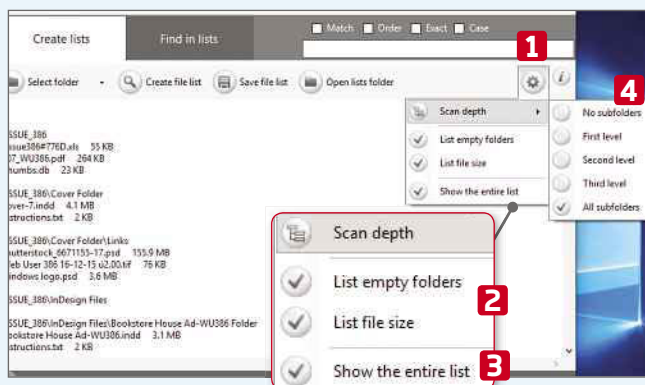 Create lists
Find in lists
Match Order Exact Case
1
Select folder
Create file list
Save file list
Open lists folder
i
4
Scan depth
List empty folders
List file size
Show the entire list
No subfolders
First level
Second level
Third level
All subfolders
SSUE_386
ssue386#776D.xls 55 KB
07_WU386.pdf 264 KB
humbs.db 23 KB
SSUE_386\Cover Folder
over-7.indd 4.1 MB
structions.txt 2 KB
SSUE_386\Cover Folder\Links
utterstock_6671155-17.psd 155.9 MB
eb User 386 16-12-15 v2.00.tif 76 KB
indows logo.psd 3.6 MB
SSUE_386\InDesign Files
SSUE_386\InDesign Files\Bookstore House Ad-WU386 Folder
ookstore House Ad-WU386.indd 3.1 MB
structions.txt 2 KB
Scan depth
List empty folders
2
List file size
Show the entire list
3